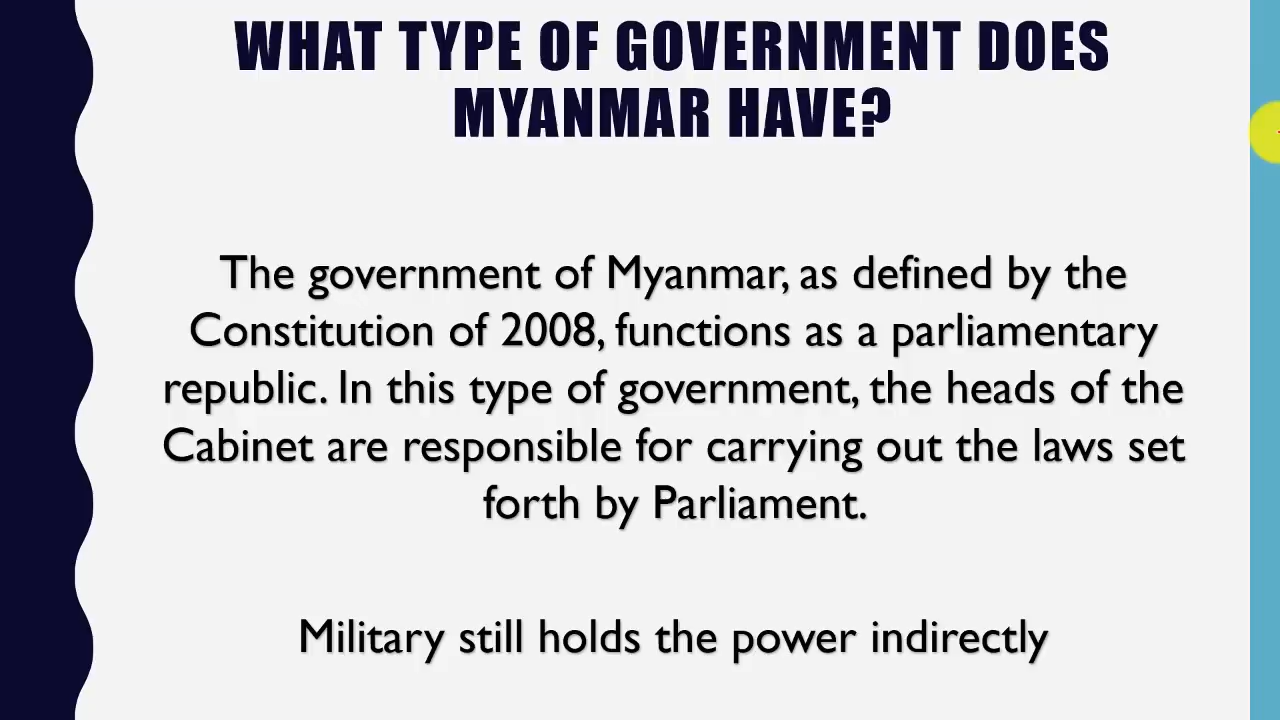 WHAT TYPE OF GOVERNMENT DOES
MYANMAR HAVE?
The government of Myanmar, as defined by the
Constitution of 2008, functions as a parliamentary
republic. In this type of government, the heads of the
Cabinet are responsible for carrying out the laws set
forth by Parliament.
Military still holds the power indirectly